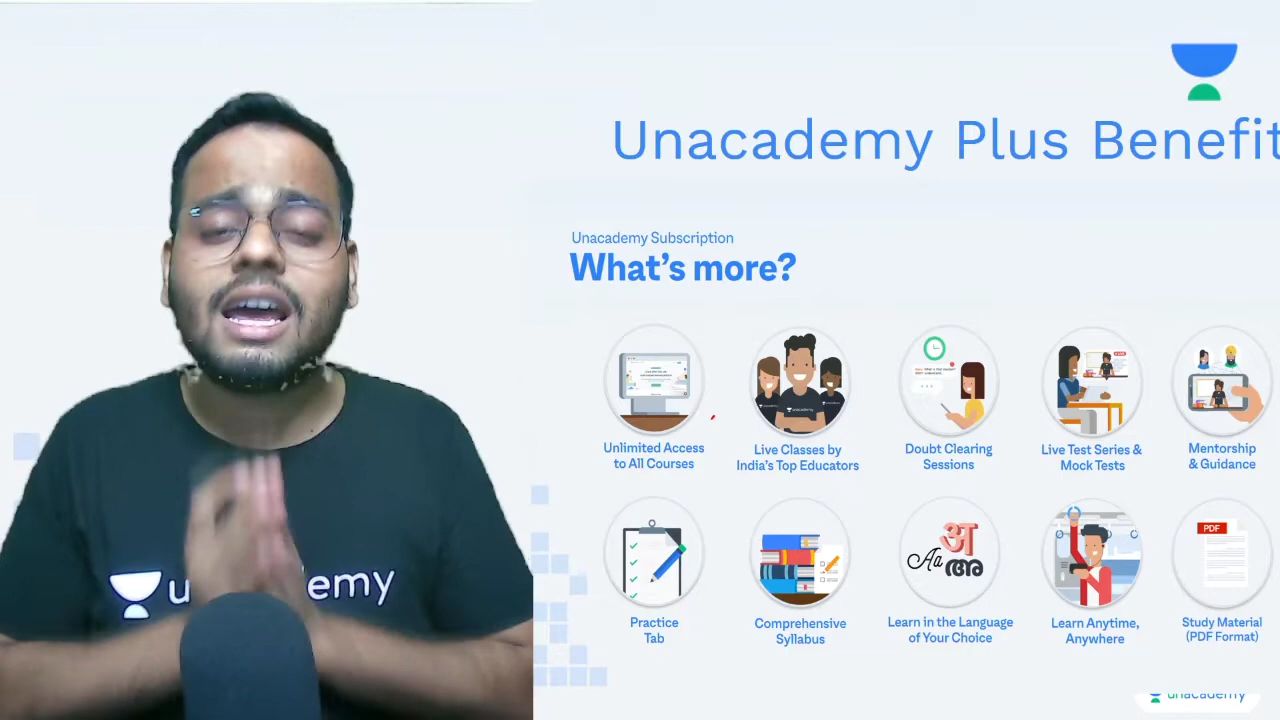 Unacademy Plus Benefit
Unacademy Subscription
What's more?
Unlimited Access
to All Courses
Live Classes by
India's Top Educators
Doubt Clearing
Sessions
Live Test Series &
Mock Tests
Mentorship
& Guidance
अ
Aa
അ
PDF
Practice
Tab
Comprehensive
Syllabus
Learn in the Language
of Your Choice
Learn Anytime,
Anywhere
Study Material
(PDF Format)
unacademy